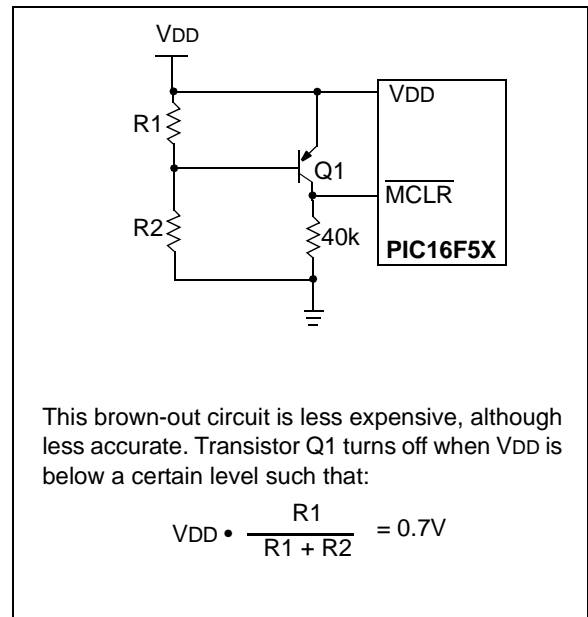 VDD
VDD
R1
Q1
MCLR
R2
40k
PIC16F5X
This brown-out circuit is less expensive, although
less accurate. Transistor Q1 turns off when VDD is
below a certain level such that:
VDD • R1 / R1 + R2 = 0.7V